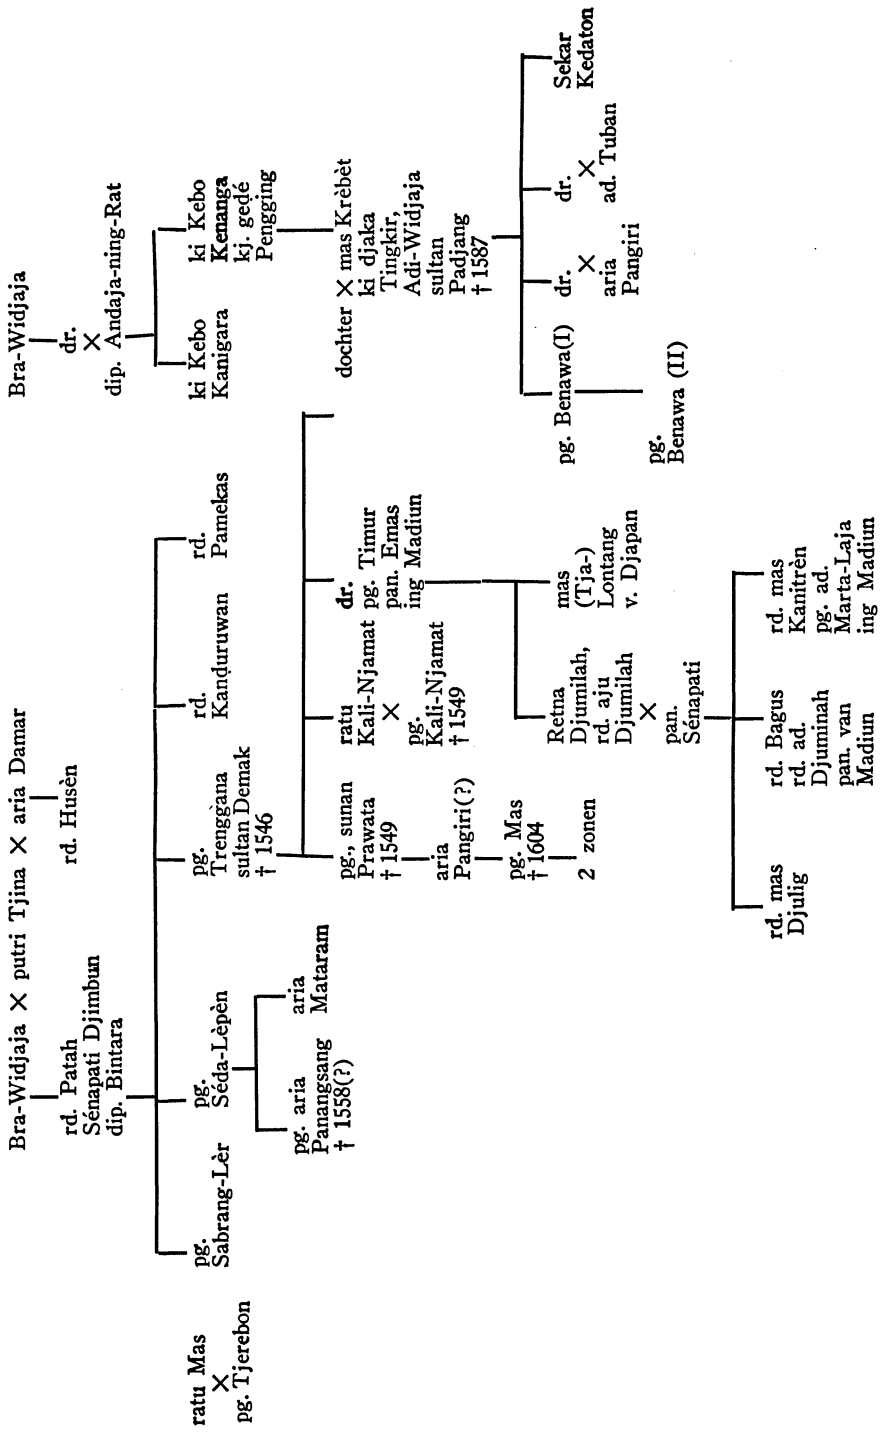 Bra-Widjaja × putri Tjina × aria Damar
Bra-Widjaja
rd. Patah
Sénapati Djimbun
dip. Bintara
rd. Husèn
dr.
×
dip. Andaja-ning-Rat
ratu Mas
×
pg. Tjerebon
pg.
Sabrang-Lèr
pg.
Séda-Lèpèn
pg.
Trenggana
sultan Demak
† 1546
rd.
Kanḍuruwan
rd.
Pamekas
ki Kebo
Kanigara
ki Kebo
Kenanga
kj. geḍé
Pengging
pg. aria
Panangsang
† 1558(?)
aria
Mataram
pg., sunan
Prawata
† 1549
ratu
Kali-Njamat
×
pg.
Kali-Njamat
† 1549
dr.
pg. Timur
pan. Emas
ing Madiun
dochter × mas Krèbèt
ki djaka
Tingkir,
Adi-Widjaja
sultan
Padjang
† 1587
aria
Pangiri(?)
pg. Mas
† 1604
2 zonen
Retna
Djumilah,
rd. aju
Djumilah
×
pan.
Sénapati
mas
(Tja-)
Lontang
v. Djapan
pg. Benawa(I)
dr.
×
aria
Pangiri
dr.
×
ad. Tuban
Sekar
Kedaton
pg.
Benawa (II)
rd. mas
Djulig
rd. Bagus
rd. ad.
Djuminah
pan. van
Madiun
rd. mas
Kanitrèn
pg. ad.
Marta-Laja
ing Madiun